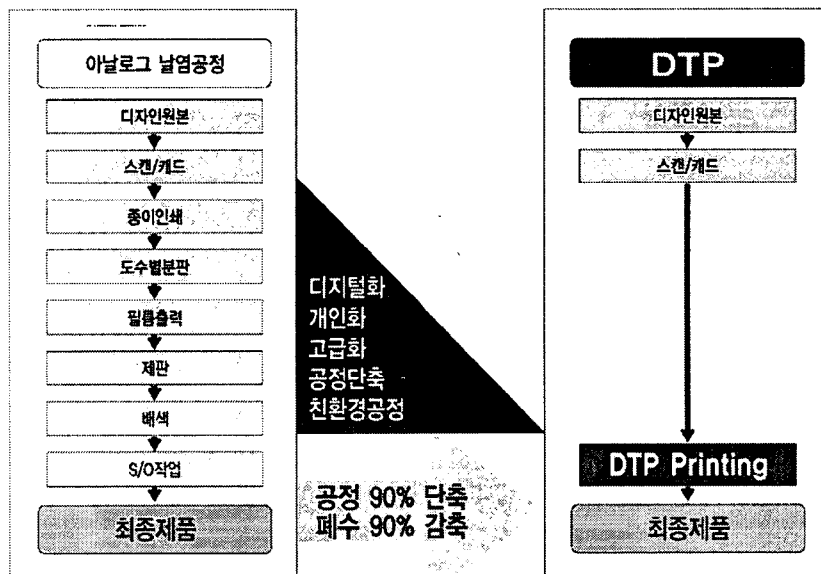 아날로그 날염공정
디자인원본
스캔/캐드
종이인쇄
도수별분판
필름출력
제판
배색
S/O작업
최종제품
디지털화
개인화
고급화
공정단축
친환경공정
공정 90% 단축
폐수 90% 감축
DTP
디자인원본
스캔/캐드
DTP Printing
최종제품